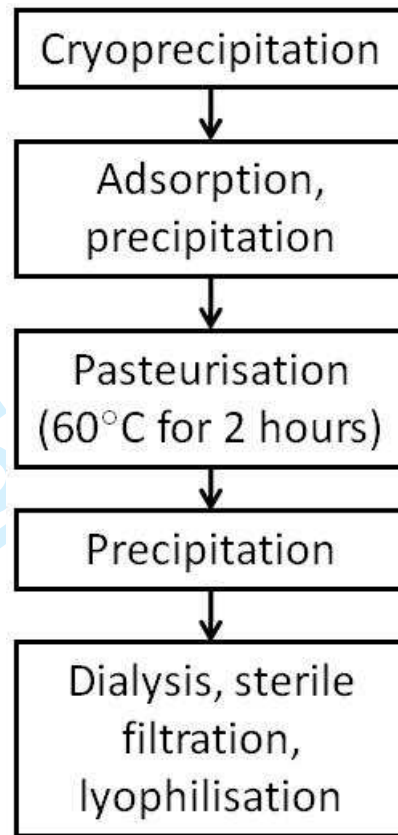 Cryoprecipitation
Adsorption,
precipitation
Pasteurisation
(60°C for 2 hours)
Precipitation
Dialysis, sterile
filtration,
lyophilisation